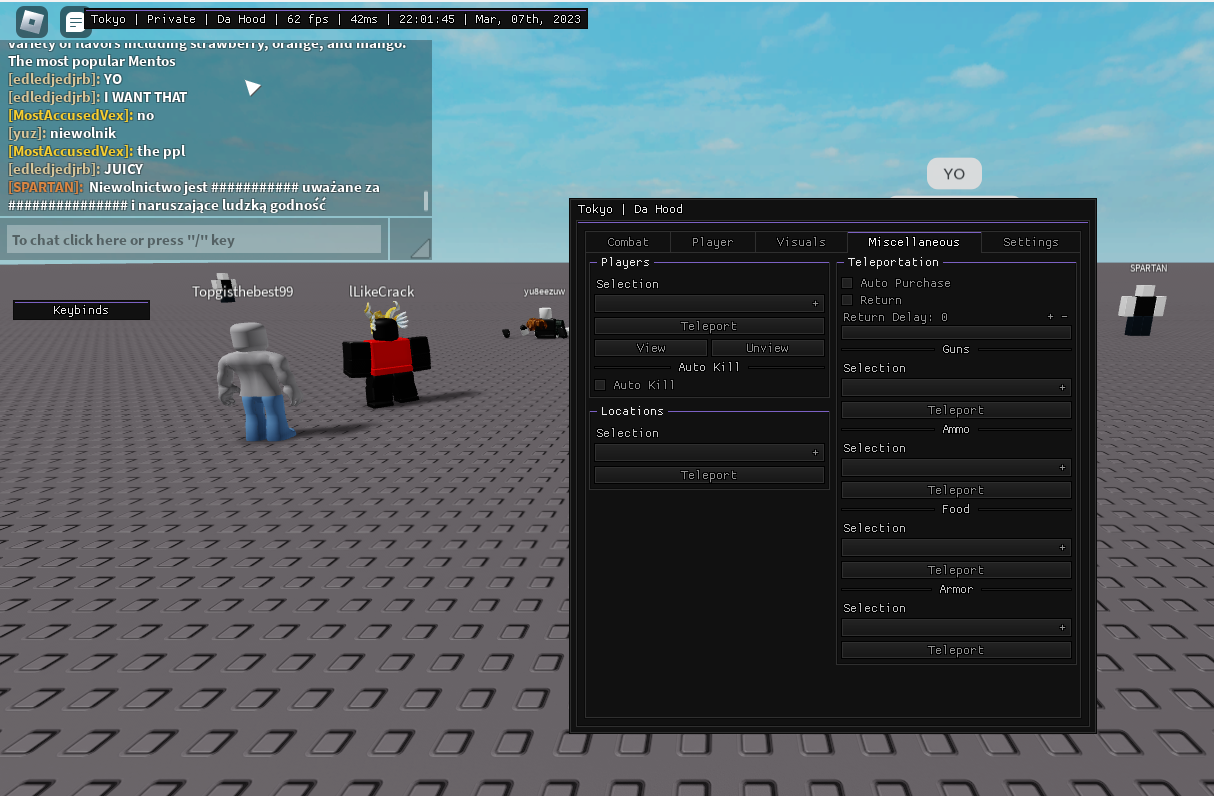 Tokyo | Private | Da Hood | 62 fps | 42ms | 22:01:45 | Mar, 07th, 2023
variety of flavors including strawberry, orange, and mango.
The most popular Mentos
[edledjedjrb]: YO
[edledjedjrb]: I WANT THAT
[MostAccusedVex]: no
[yuz]: niewolnik
[MostAccusedVex]: the ppl
[edledjedjrb]: JUICY
[SPARTAN]: Niewolnictwo jest ########### uważane za
############### i naruszające ludzką godność
To chat click here or press "/" key
Keybinds
Topgisthebest99
lLikeCrack
yu8eezuw
YO
SPARTAN
Tokyo | Da Hood
Combat
Player
Visuals
Miscellaneous
Settings
Players
Selection
+
Teleport
View
Unview
Auto Kill
Auto Kill
Locations
Selection
+
Teleport
Teleportation
Auto Purchase
Return
Return Delay: 0
+ -
Guns
Selection
+
Teleport
Ammo
Selection
+
Teleport
Food
Selection
+
Teleport
Armor
Selection
+
Teleport